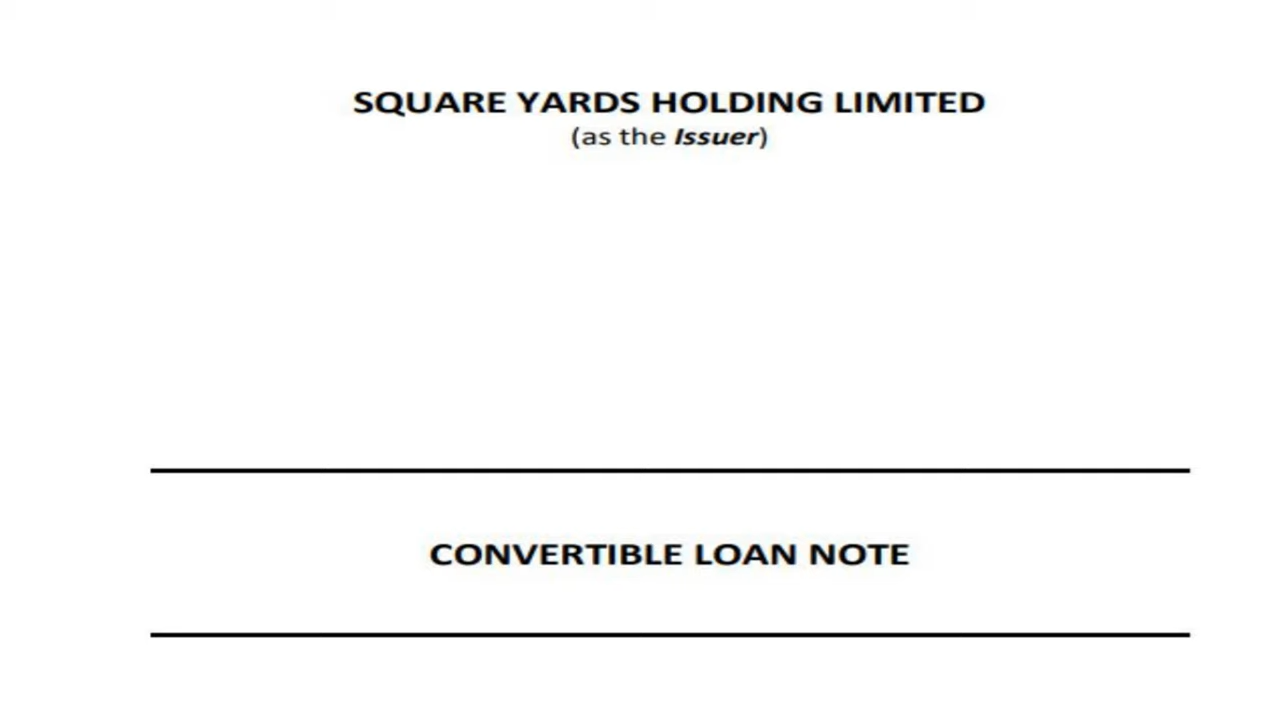 SQUARE YARDS HOLDING LIMITED
(as the Issuer)
CONVERTIBLE LOAN NOTE